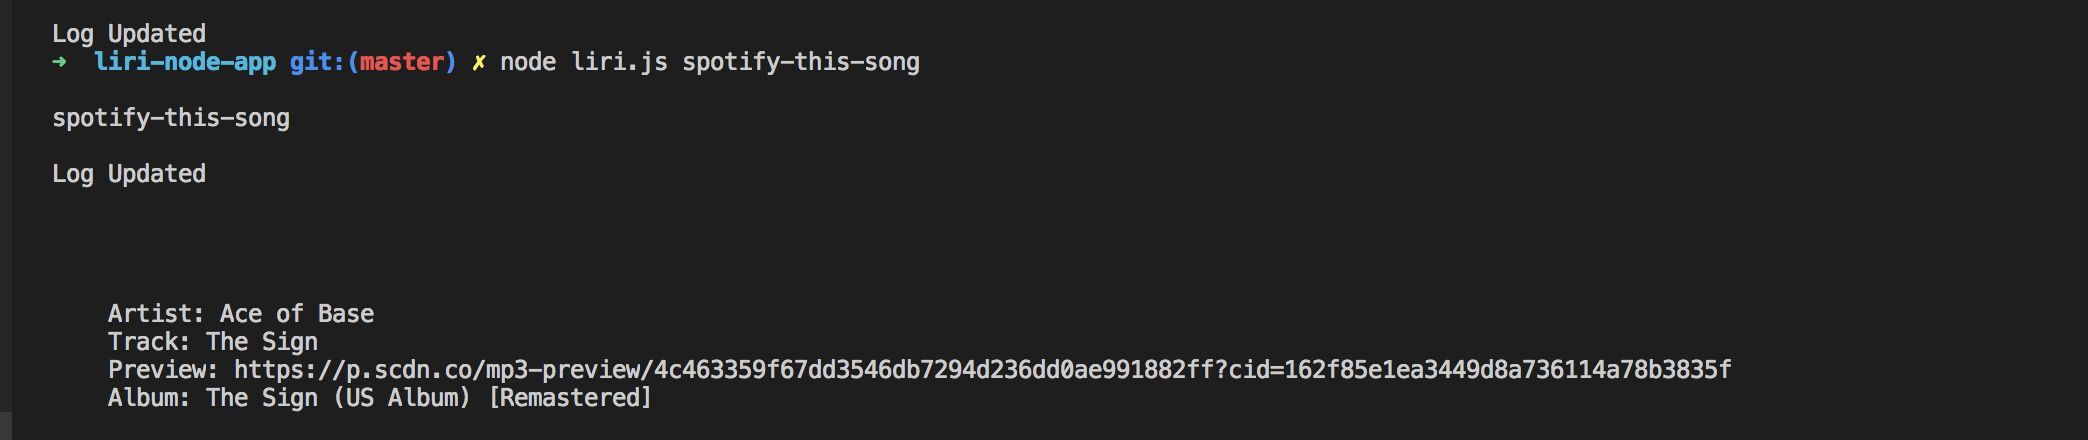 Log Updated
➜  liri-node-app git:(master) ✗ node liri.js spotify-this-song
spotify-this-song
Log Updated
Artist: Ace of Base
Track: The Sign
Preview: https://p.scdn.co/mp3-preview/4c463359f67dd3546db7294d236dd0ae991882ff?cid=162f85e1ea3449d8a736114a78b3835f
Album: The Sign (US Album) [Remastered]